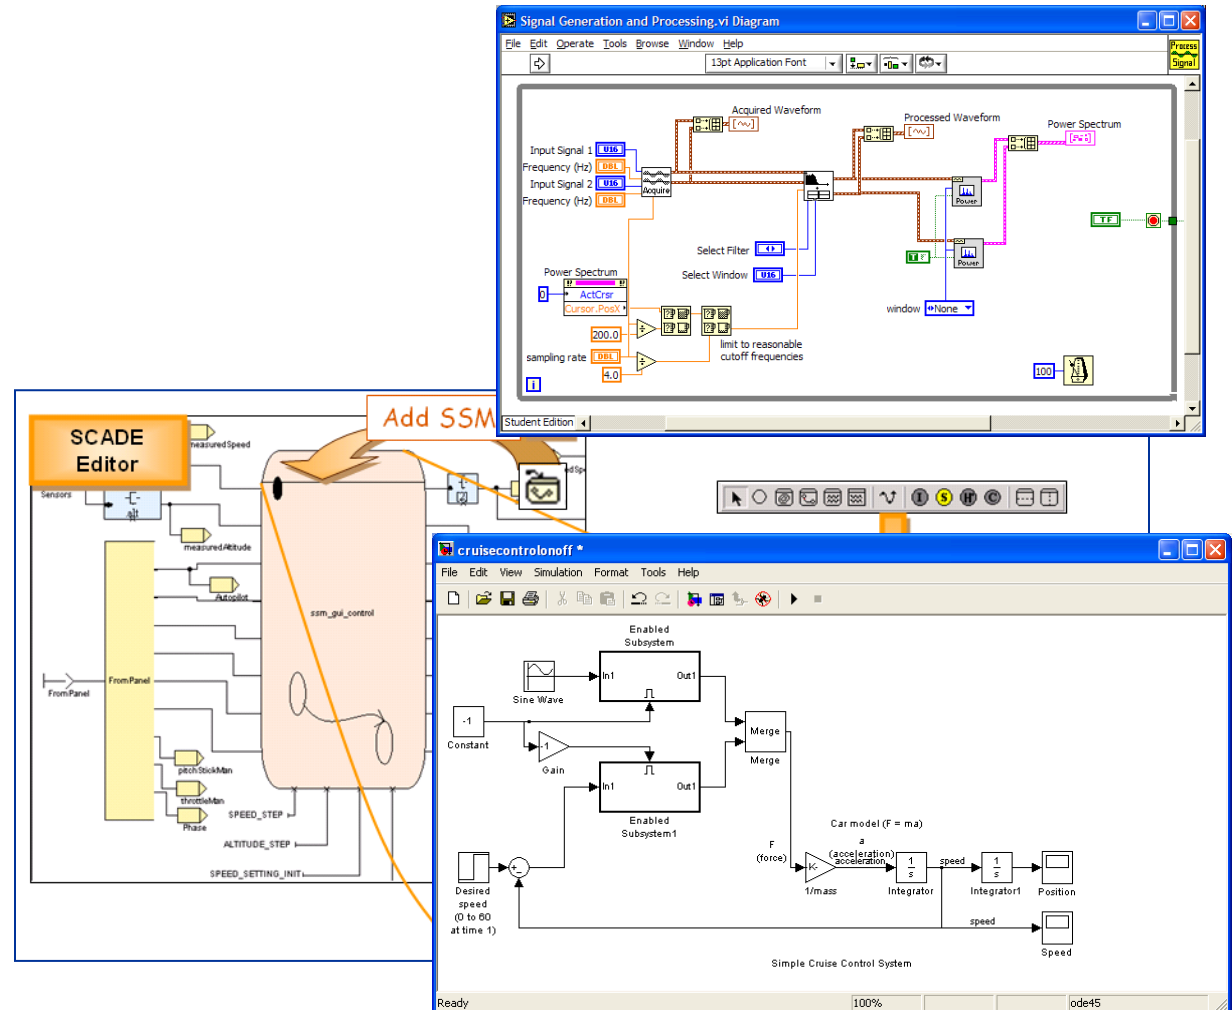 Signal Generation and Processing.vi Diagram
File Edit Operate Tools Browse Window Help
13pt Application Font
Process
Signal
Acquired Waveform
Processed Waveform
Power Spectrum
Input Signal 1
U16
Frequency (Hz)
DBL
Input Signal 2
U16
Frequency (Hz)
DBL
Acquire
Power
Power
TF
T F
Select Filter
Select Window
U16
Power Spectrum
0
ActCrsr
Cursor.PosX
window
None
200.0
sampling rate
DBL
4.0
limit to reasonable
cutoff frequencies
100
i
Student Edition
SCADE
Editor
Add SSM
measuredSpeed
Sensors
alt
measuredAltitude
Autopilot
ssm_gui_control
FromPanel
FromPanel
pitchStickMan
throttleMan
Phase
SPEED_STEP
ALTITUDE_STEP
SPEED_SETTING_INIT
I S H C
cruisecontrolonoff *
File Edit View Simulation Format Tools Help
Enabled
Subsystem
In1
Out1
Sine Wave
-1
Constant
-1
Gain
Merge
Merge
In1
Out1
Enabled
Subsystem1
Car model (F = ma)
F
(force)
a
(acceleration)
acceleration
K-
1/mass
1
s
Integrator
speed
1
s
Integrator1
Position
Desired
speed
(0 to 60
at time 1)
speed
Speed
Simple Cruise Control System
Ready
100%
ode45